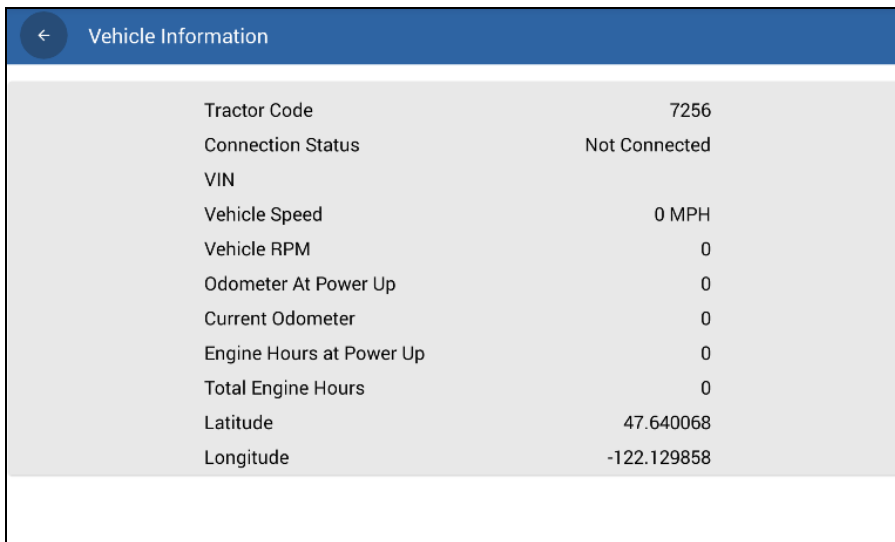 Vehicle Information
Tractor Code 7256
Connection Status Not Connected
VIN
Vehicle Speed 0 MPH
Vehicle RPM 0
Odometer At Power Up 0
Current Odometer 0
Engine Hours at Power Up 0
Total Engine Hours 0
Latitude 47.640068
Longitude -122.129858